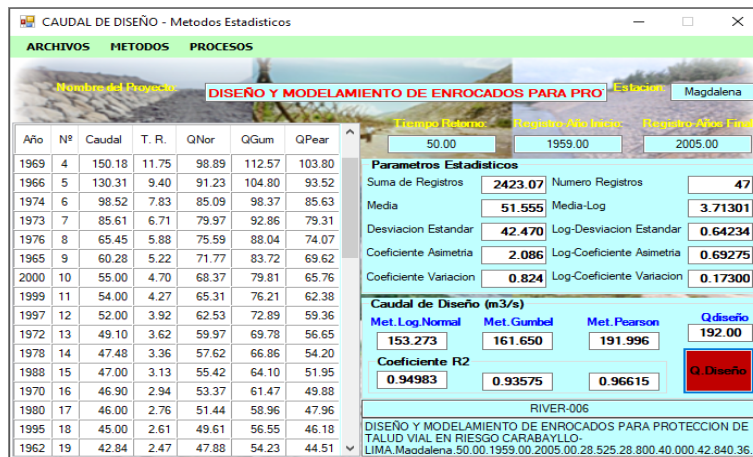 CAUDAL DE DISEÑO - Metodos Estadisticos
ARCHIVOS METODOS PROCESOS
Nombre del Proyecto: DISEÑO Y MODELAMIENTO DE ENROCADOS PARA PRO Estacion: Magdalena
Tiempo Retorno: Registro-Año Inicio: Registro-Años Final
50.00 1959.00 2005.00
Año Nº Caudal T. R. QNor QGum QPear
1969 4 150.18 11.75 98.89 112.57 103.80
1966 5 130.31 9.40 91.23 104.80 93.52
1974 6 98.52 7.83 85.09 98.37 85.63
1973 7 85.61 6.71 79.97 92.86 79.31
1976 8 65.45 5.88 75.59 88.04 74.07
1965 9 60.28 5.22 71.77 83.72 69.62
2000 10 55.00 4.70 68.37 79.81 65.76
1999 11 54.00 4.27 65.31 76.21 62.38
1997 12 52.00 3.92 62.53 72.89 59.36
1972 13 49.10 3.62 59.97 69.78 56.65
1978 14 47.48 3.36 57.62 66.86 54.20
1988 15 47.00 3.13 55.42 64.10 51.95
1970 16 46.90 2.94 53.37 61.47 49.88
1980 17 46.00 2.76 51.44 58.96 47.96
1995 18 45.00 2.61 49.61 56.55 46.18
1962 19 42.84 2.47 47.88 54.23 44.51
Parametros Estadisticos
Suma de Registros 2423.07 Numero Registros 47
Media 51.555 Media-Log 3.71301
Desviacion Estandar 42.470 Log-Desviacion Estandar 0.64234
Coeficiente Asimetria 2.086 Log-Coeficiente Asimetria 0.69275
Coeficiente Variacion 0.824 Log-Coeficiente Variacion 0.17300
Caudal de Diseño (m3/s)
Met.Log.Normal Met.Gumbel Met.Pearson Qdiseño
153.273 161.650 191.996 192.00
Coeficiente R2
0.94983 0.93575 0.96615 Q.Diseño
RIVER-006
DISEÑO Y MODELAMIENTO DE ENROCADOS PARA PROTECCION DE
TALUD VIAL EN RIESGO CARABAYLLO-
LIMA.Magdalena.50.00.1959.00.2005.00.28.525.28.800.40.000.42.840.36.